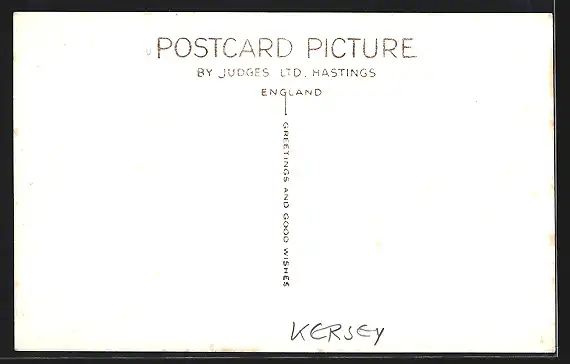 POSTCARD PICTURE
BY JUDGES LTD, HASTINGS
ENGLAND
GREETINGS AND GOOD WISHES
KERSEY